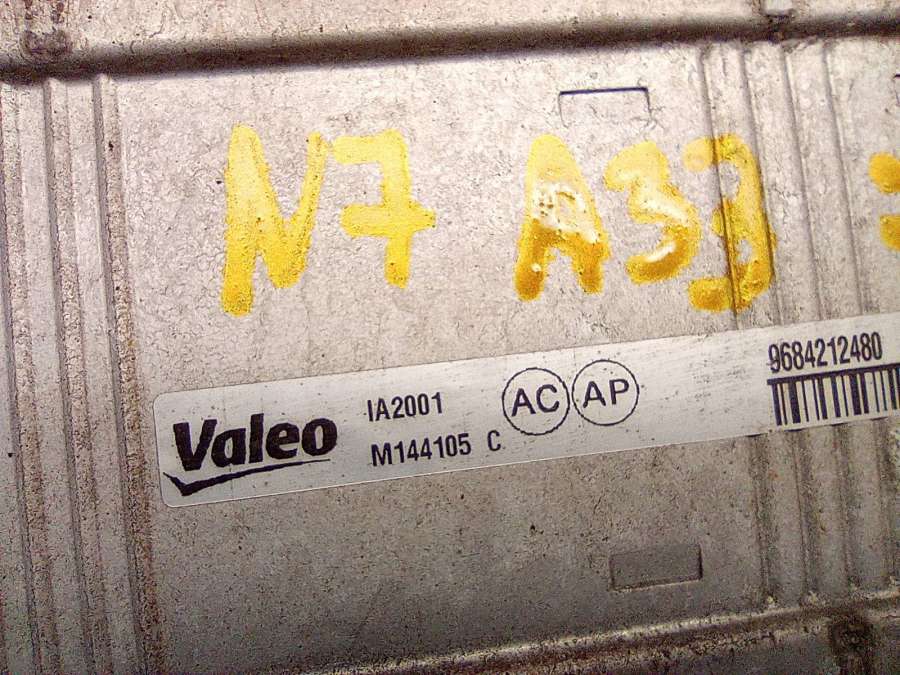 N7 A33
Valeo
IA2001
M144105 C
AC AP
9684212480